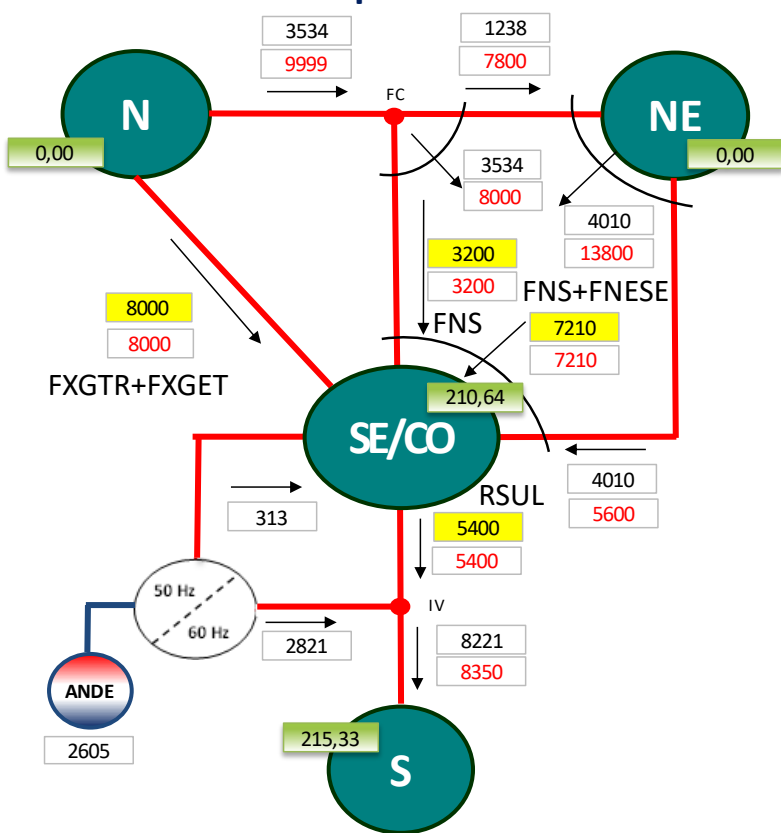 3534
9999
1238
7800
FC
N
NE
0,00
0,00
3534
8000
4010
13800
3200
3200
FNS
FNS+FNESE
7210
7210
8000
8000
FXGTR+FXGET
210,64
SE/CO
RSUL
4010
5600
313
5400
5400
50 Hz
60 Hz
IV
2821
8221
8350
ANDE
2605
215,33
S